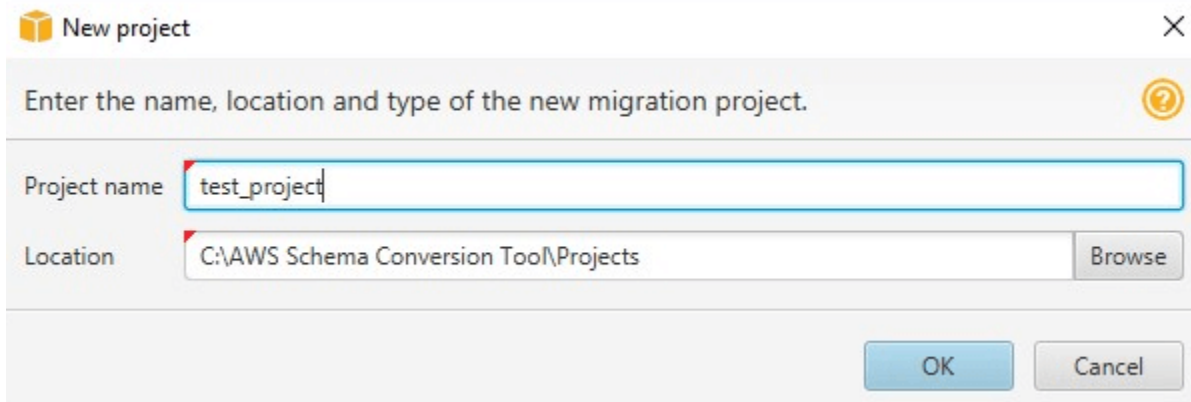 New project
Enter the name, location and type of the new migration project.
Project name test_project
Location C:\AWS Schema Conversion Tool\Projects Browse
OK Cancel